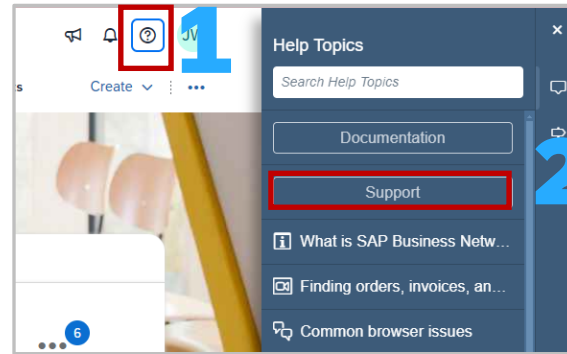 1
JV
Help Topics
Search Help Topics
s
Create
Documentation
2
Support
What is SAP Business Netw...
Finding orders, invoices, an...
6
Common browser issues